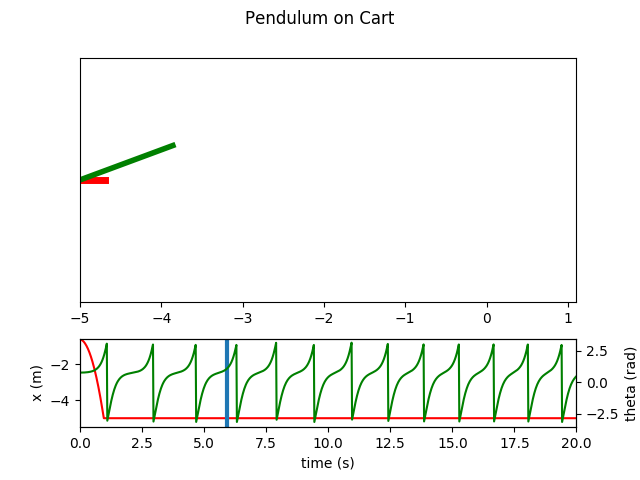 Pendulum on Cart
−5 −4 −3 −2 −1 0 1
−2
−4
x (m)
2.5
0.0
−2.5
theta (rad)
0.0 2.5 5.0 7.5 10.0 12.5 15.0 17.5 20.0
time (s)